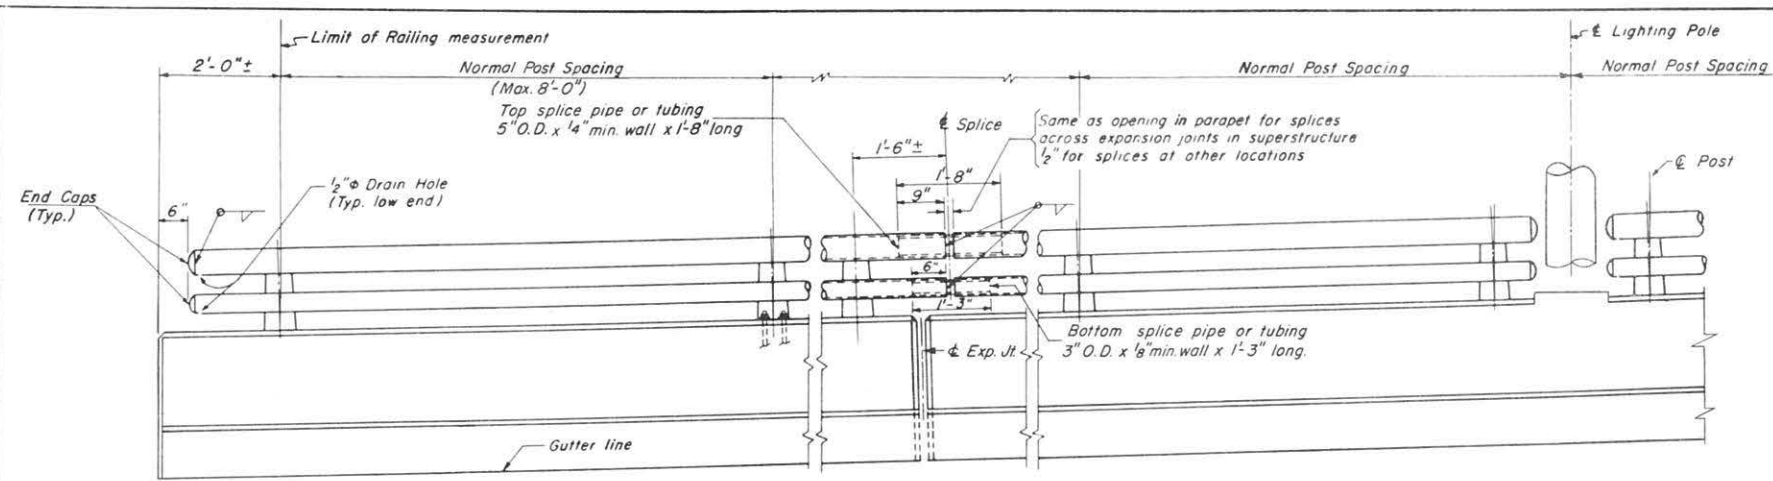 Limit of Railing measurement
℄ Lighting Pole
2'-0"±
Normal Post Spacing
(Max. 8'-0")
Normal Post Spacing
Normal Post Spacing
Top splice pipe or tubing
5" O.D. x 1/4" min. wall x 1'-8" long
℄ Splice
Same as opening in parapet for splices
across expansion joints in superstructure
1/2" for splices at other locations
1'-6"±
1'-8"
9"
℄ Post
End Caps
(Typ.)
6"
1/2"Φ Drain Hole
(Typ. low end)
6"
1'-3"
Bottom splice pipe or tubing
3" O.D. x 1/8" min. wall x 1'-3" long.
℄ Exp. Jt.
Gutter line